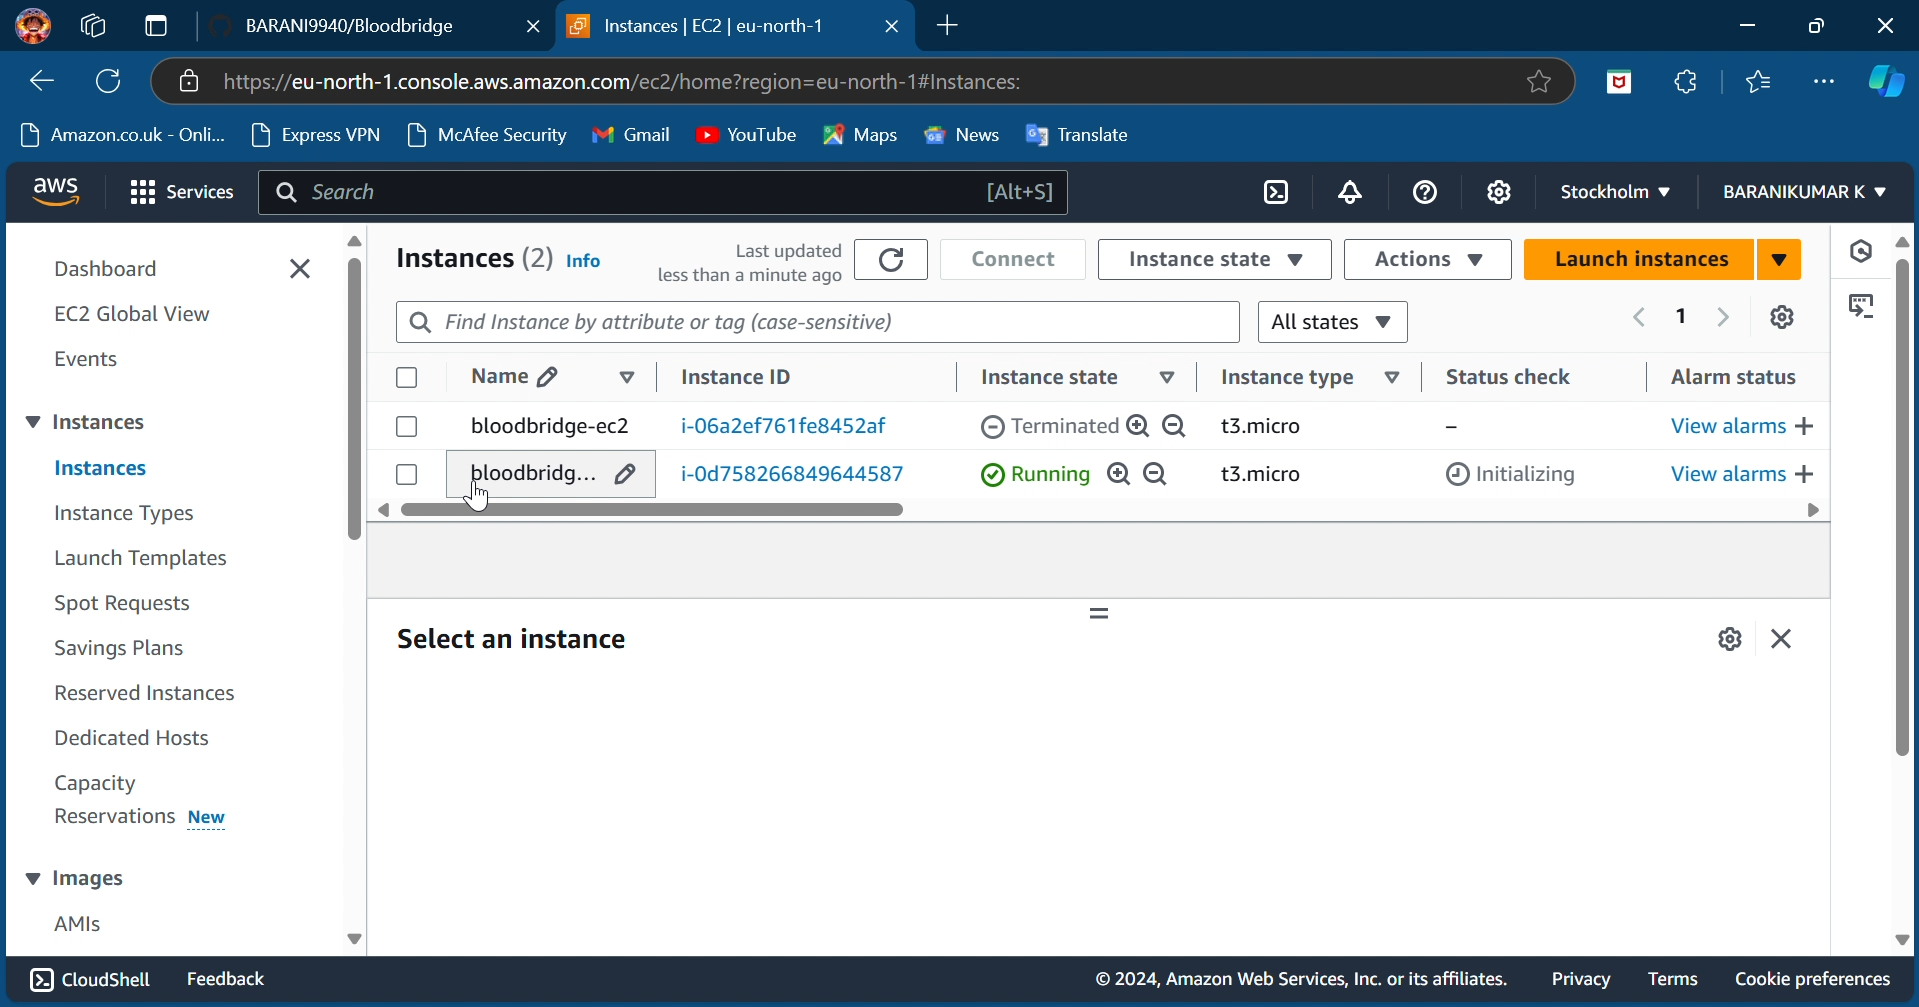 BARANI9940/Bloodbridge
Instances | EC2 | eu-north-1
https://eu-north-1.console.aws.amazon.com/ec2/home?region=eu-north-1#Instances:
Amazon.co.uk - Onli... Express VPN McAfee Security Gmail YouTube Maps News Translate
aws Services Search [Alt+S] Stockholm BARANIKUMAR K
Dashboard
EC2 Global View
Events
Instances
Instances
Instance Types
Launch Templates
Spot Requests
Savings Plans
Reserved Instances
Dedicated Hosts
Capacity
Reservations New
Images
AMIs
Instances (2) Info
Last updated
less than a minute ago
Connect Instance state Actions Launch instances
Find Instance by attribute or tag (case-sensitive) All states 1
Name Instance ID Instance state Instance type Status check Alarm status
bloodbridge-ec2 i-06a2ef761fe8452af Terminated t3.micro – View alarms +
bloodbridg... i-0d758266849644587 Running t3.micro Initializing View alarms +
Select an instance
CloudShell Feedback © 2024, Amazon Web Services, Inc. or its affiliates. Privacy Terms Cookie preferences